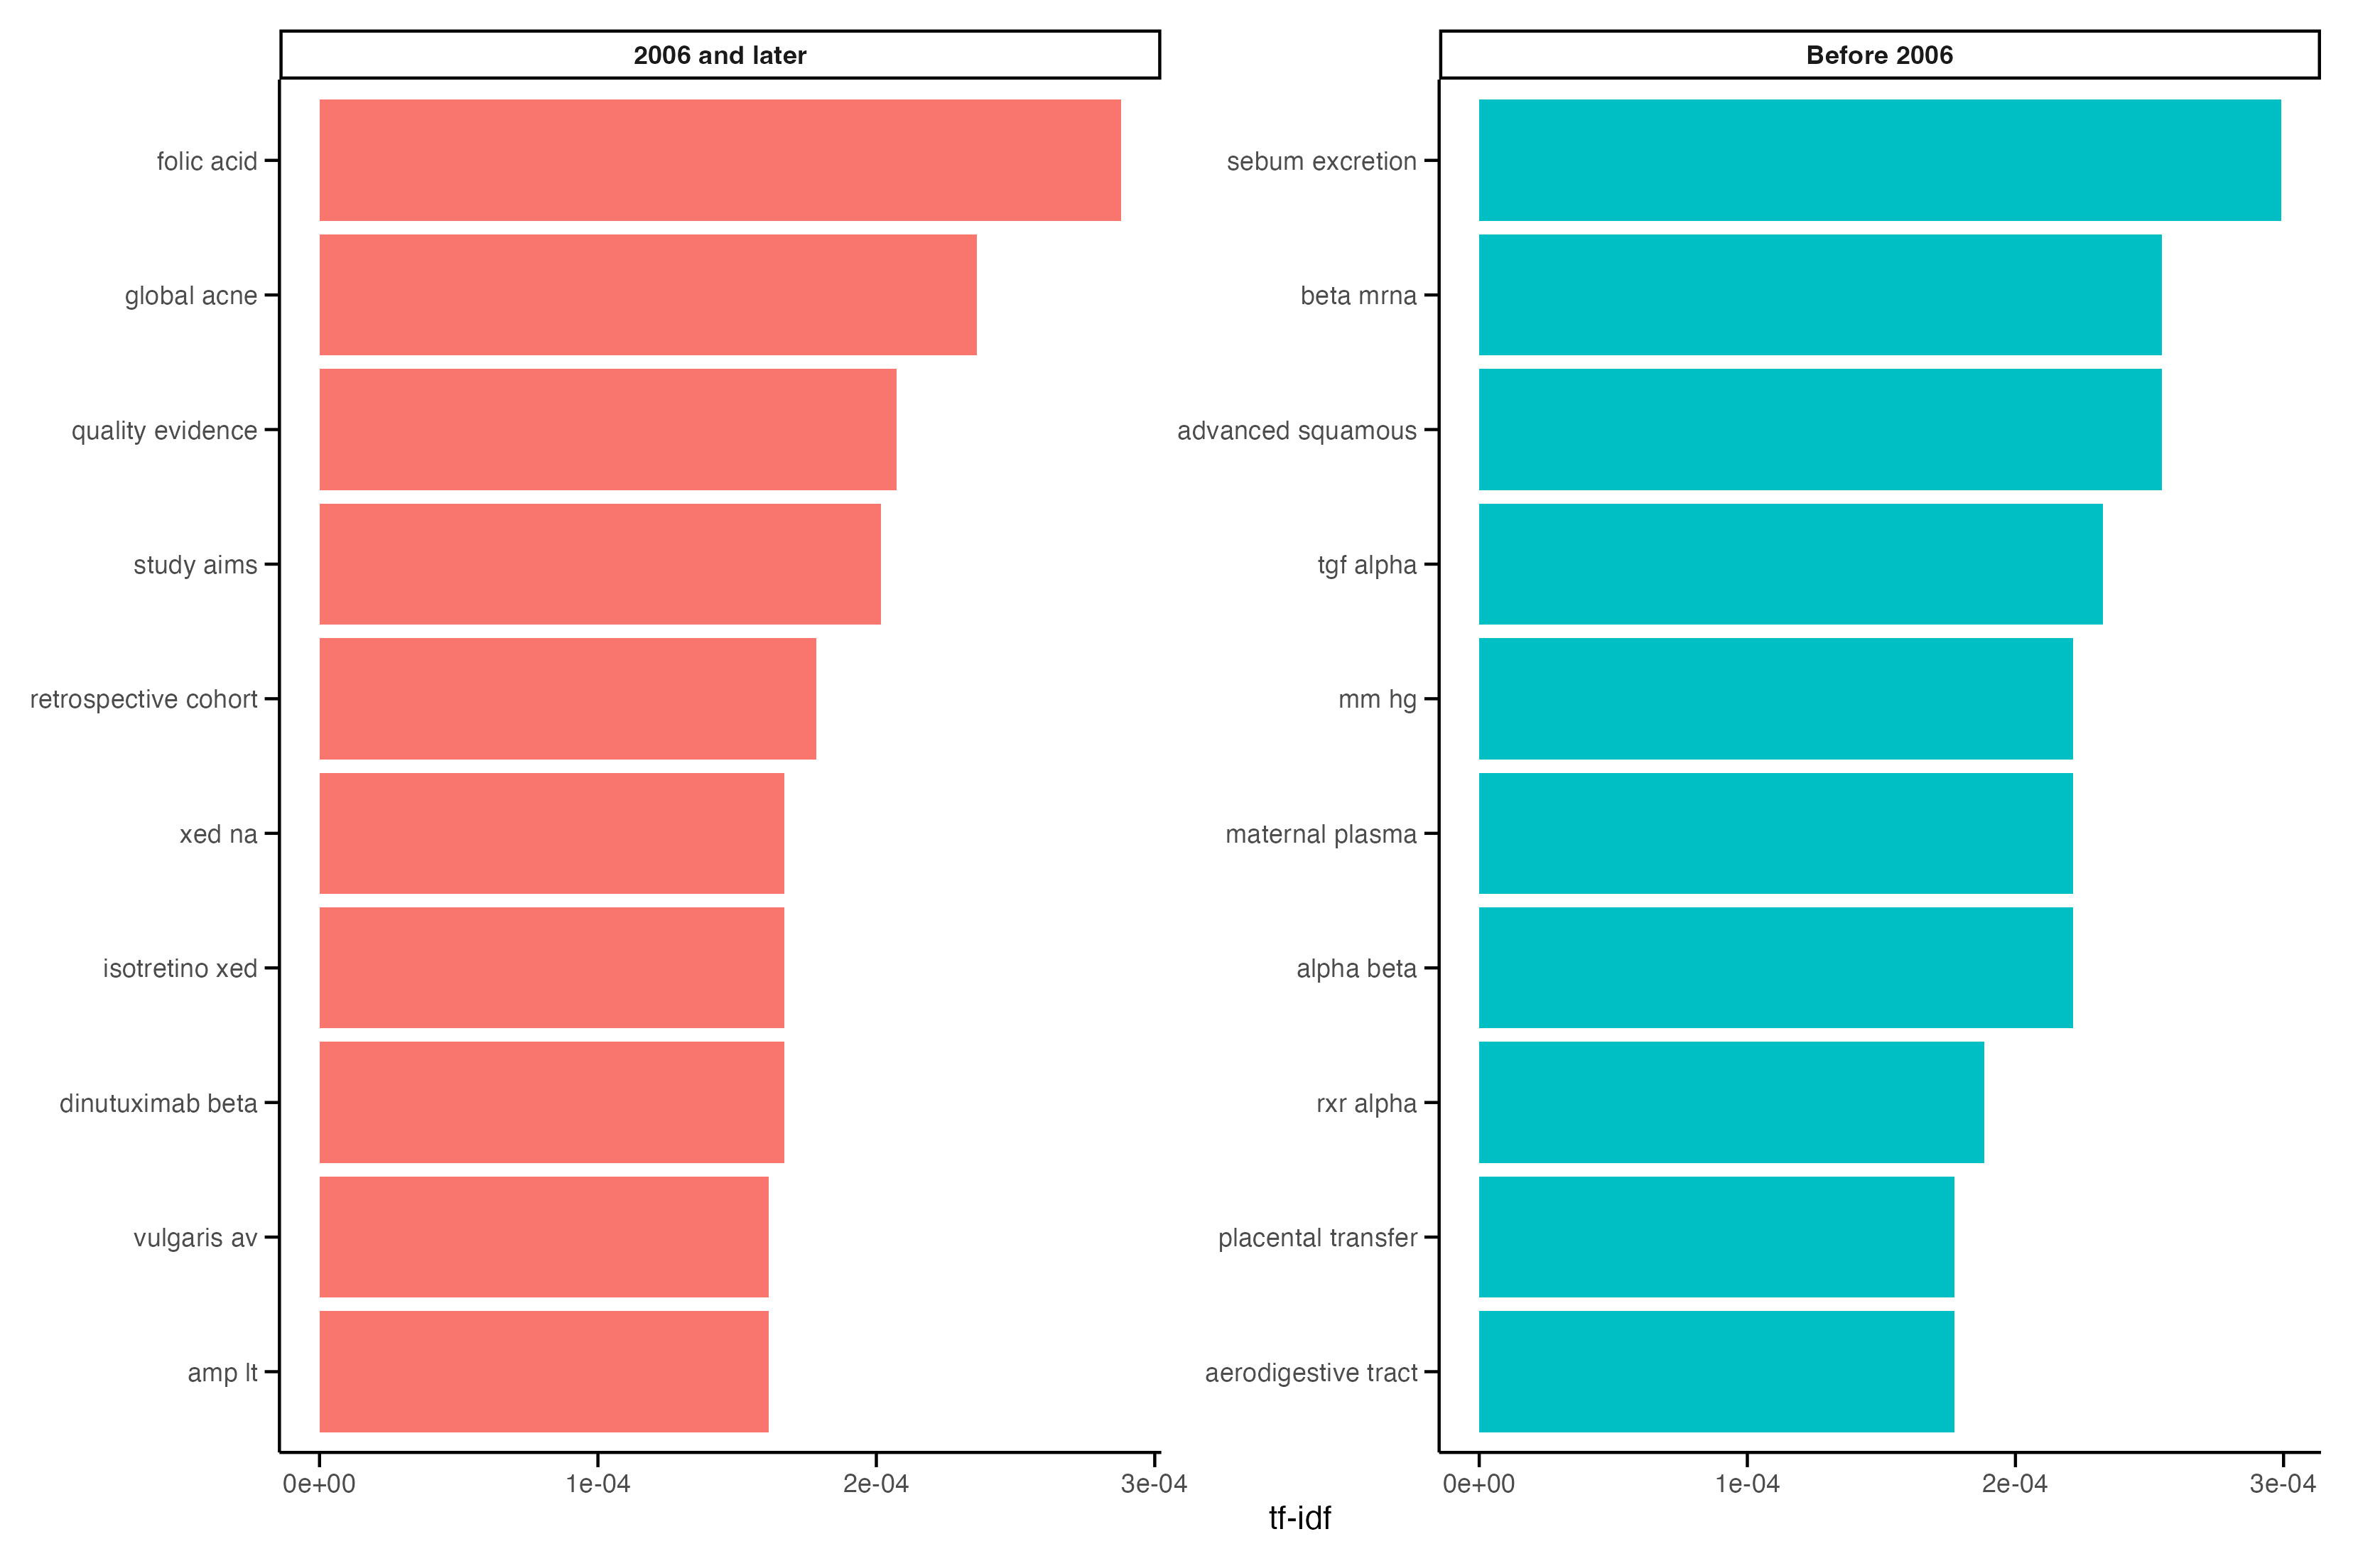 2006 and later
folic acid
global acne
quality evidence
study aims
retrospective cohort
xed na
isotretino xed
dinutuximab beta
vulgaris av
amp lt
0e+00 1e-04 2e-04 3e-04
Before 2006
sebum excretion
beta mrna
advanced squamous
tgf alpha
mm hg
maternal plasma
alpha beta
rxr alpha
placental transfer
aerodigestive tract
0e+00 1e-04 2e-04 3e-04
tf-idf